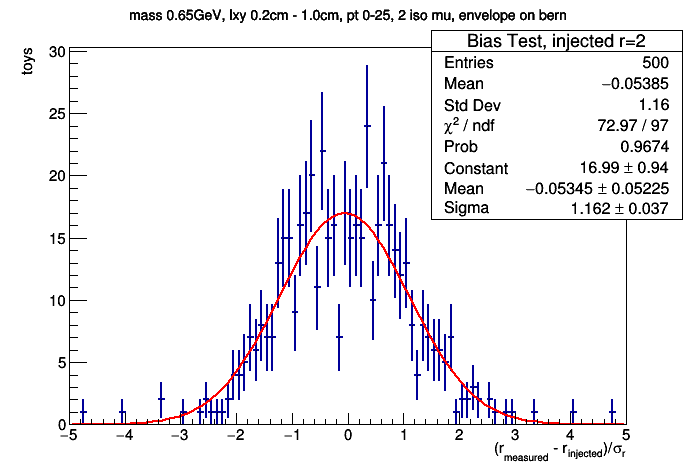 mass 0.65GeV, lxy 0.2cm - 1.0cm, pt 0-25, 2 iso mu, envelope on bern
Bias Test, injected r=2
Entries 500
Mean −0.05385
Std Dev 1.16
χ² / ndf 72.97 / 97
Prob 0.9674
Constant 16.99 ± 0.94
Mean −0.05345 ± 0.05225
Sigma 1.162 ± 0.037
toys
30
25
20
15
10
5
0
−5 −4 −3 −2 −1 0 1 2 3 4 5
(r_measured - r_injected)/σ_r